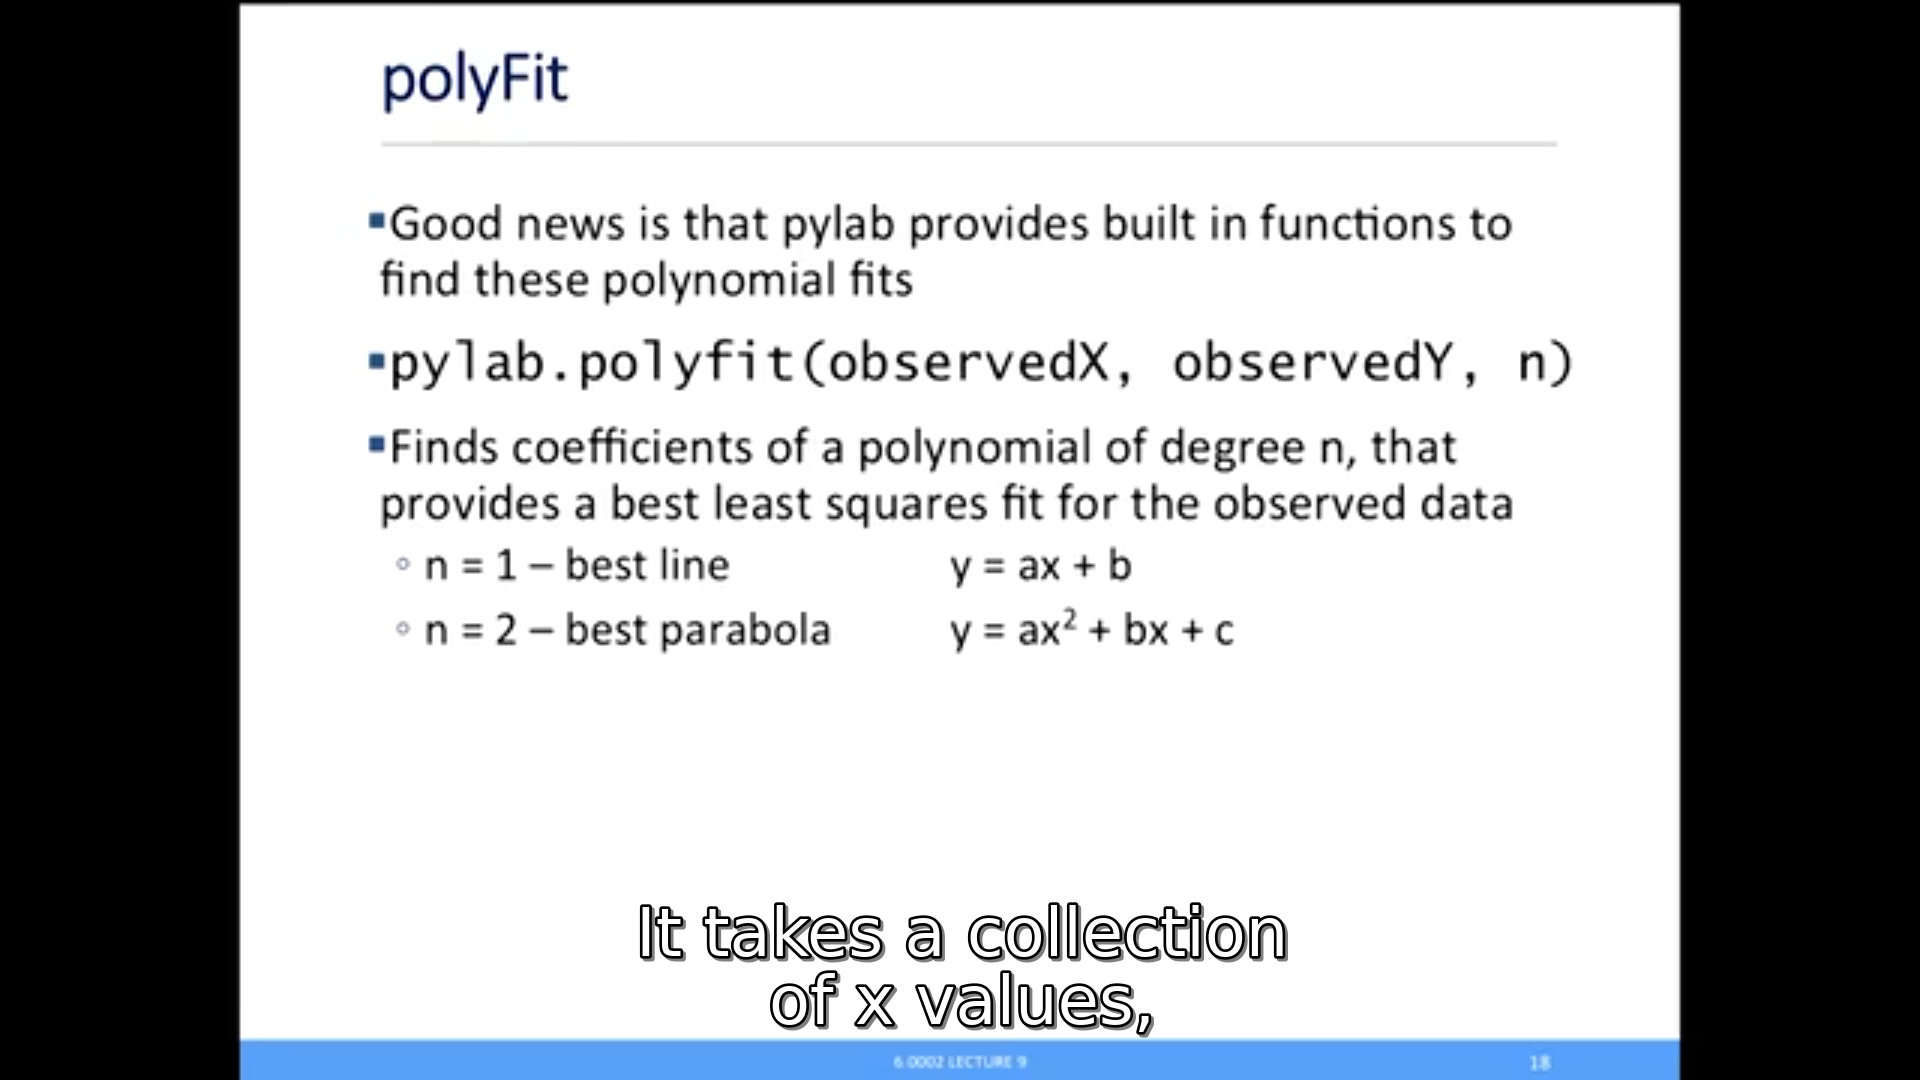 polyFit
▪Good news is that pylab provides built in functions to
find these polynomial fits
▪pylab.polyfit(observedX, observedY, n)
▪Finds coefficients of a polynomial of degree n, that
provides a best least squares fit for the observed data
◦ n = 1 – best line y = ax + b
◦ n = 2 – best parabola y = ax² + bx + c
It takes a collection
of x values,
6.0002 LECTURE 9 18